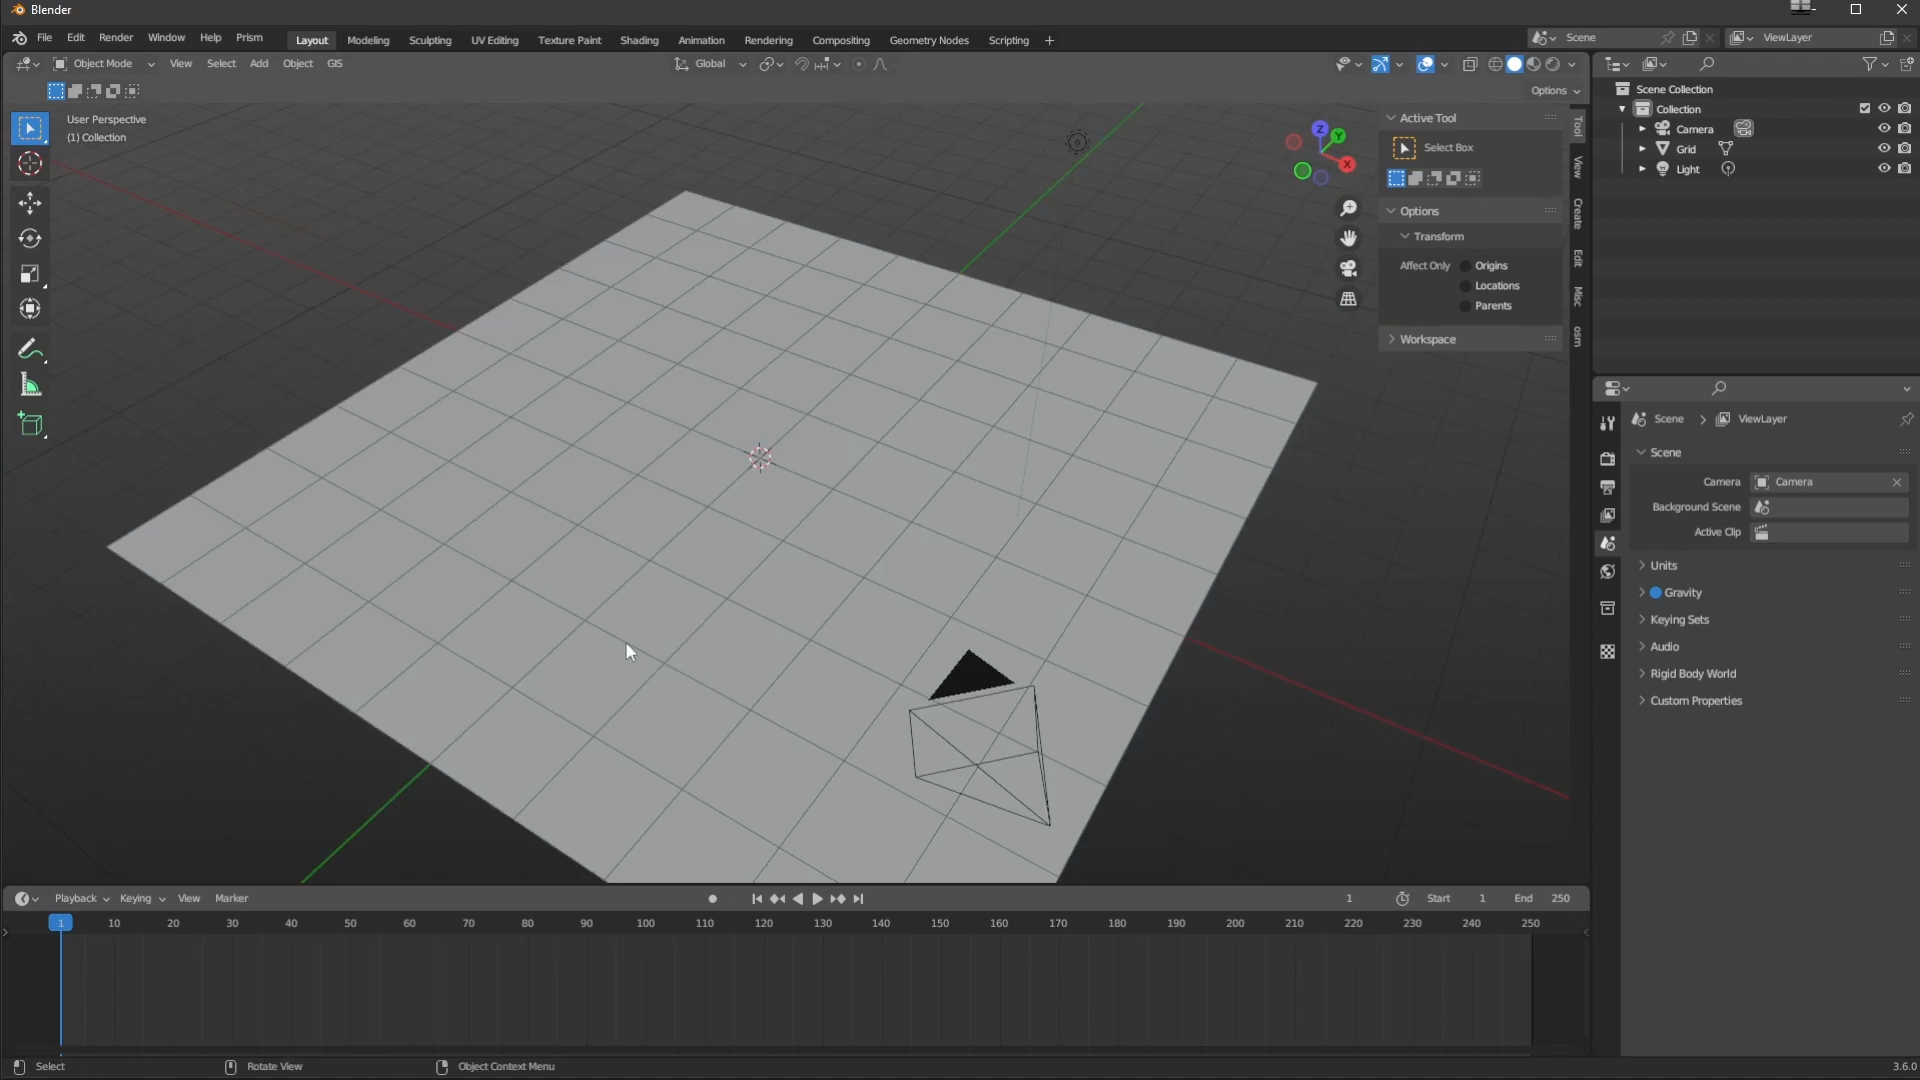 Blender
File Edit Render Window Help Prism Layout Modeling Sculpting UV Editing Texture Paint Shading Animation Rendering Compositing Geometry Nodes Scripting + Scene ViewLayer
Object Mode View Select Add Object GIS Global
Options
User Perspective
(1) Collection
Z Y X
Active Tool
Select Box
Options
Transform
Affect Only Origins
Locations
Parents
Workspace
Tool
View
Create
Edit
Misc
osm
Scene Collection
Collection
Camera
Grid
Light
Scene ViewLayer
Scene
Camera Camera
Background Scene
Active Clip
Units
Gravity
Keying Sets
Audio
Rigid Body World
Custom Properties
Playback Keying View Marker 1 Start 1 End 250
1 10 20 30 40 50 60 70 80 90 100 110 120 130 140 150 160 170 180 190 200 210 220 230 240 250
Select Rotate View Object Context Menu 3.6.0